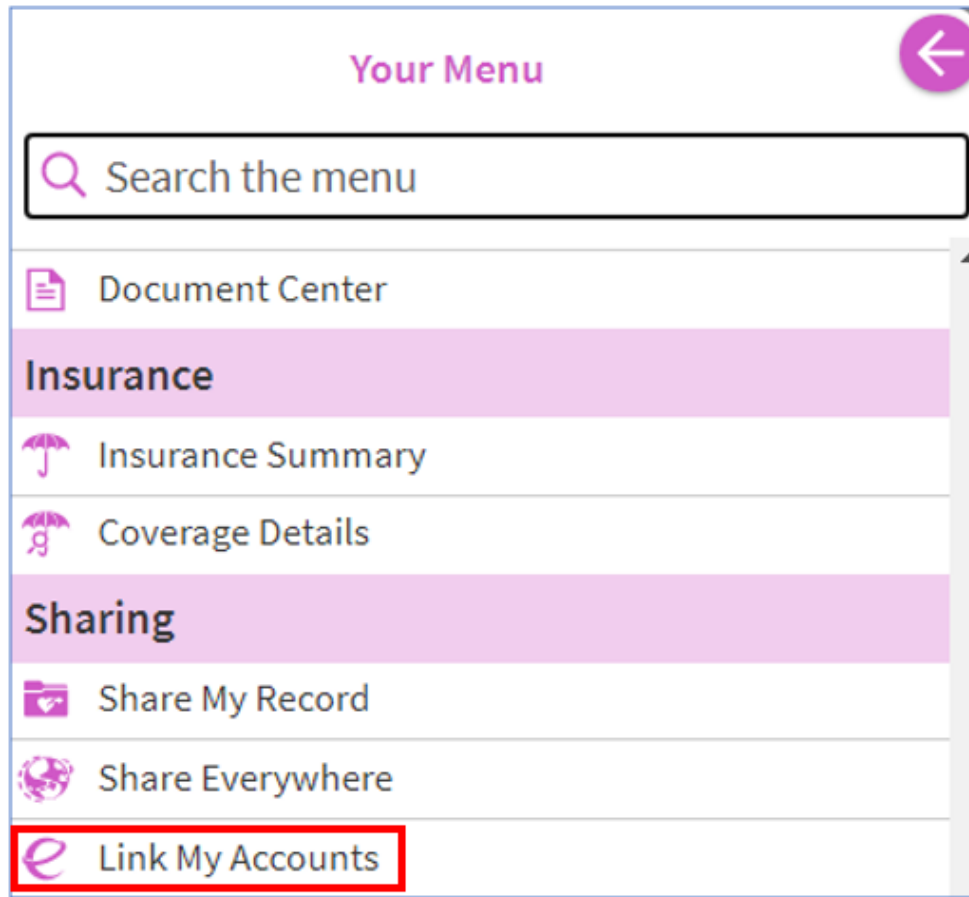 Your Menu
Search the menu
Document Center
Insurance
Insurance Summary
Coverage Details
Sharing
Share My Record
Share Everywhere
Link My Accounts